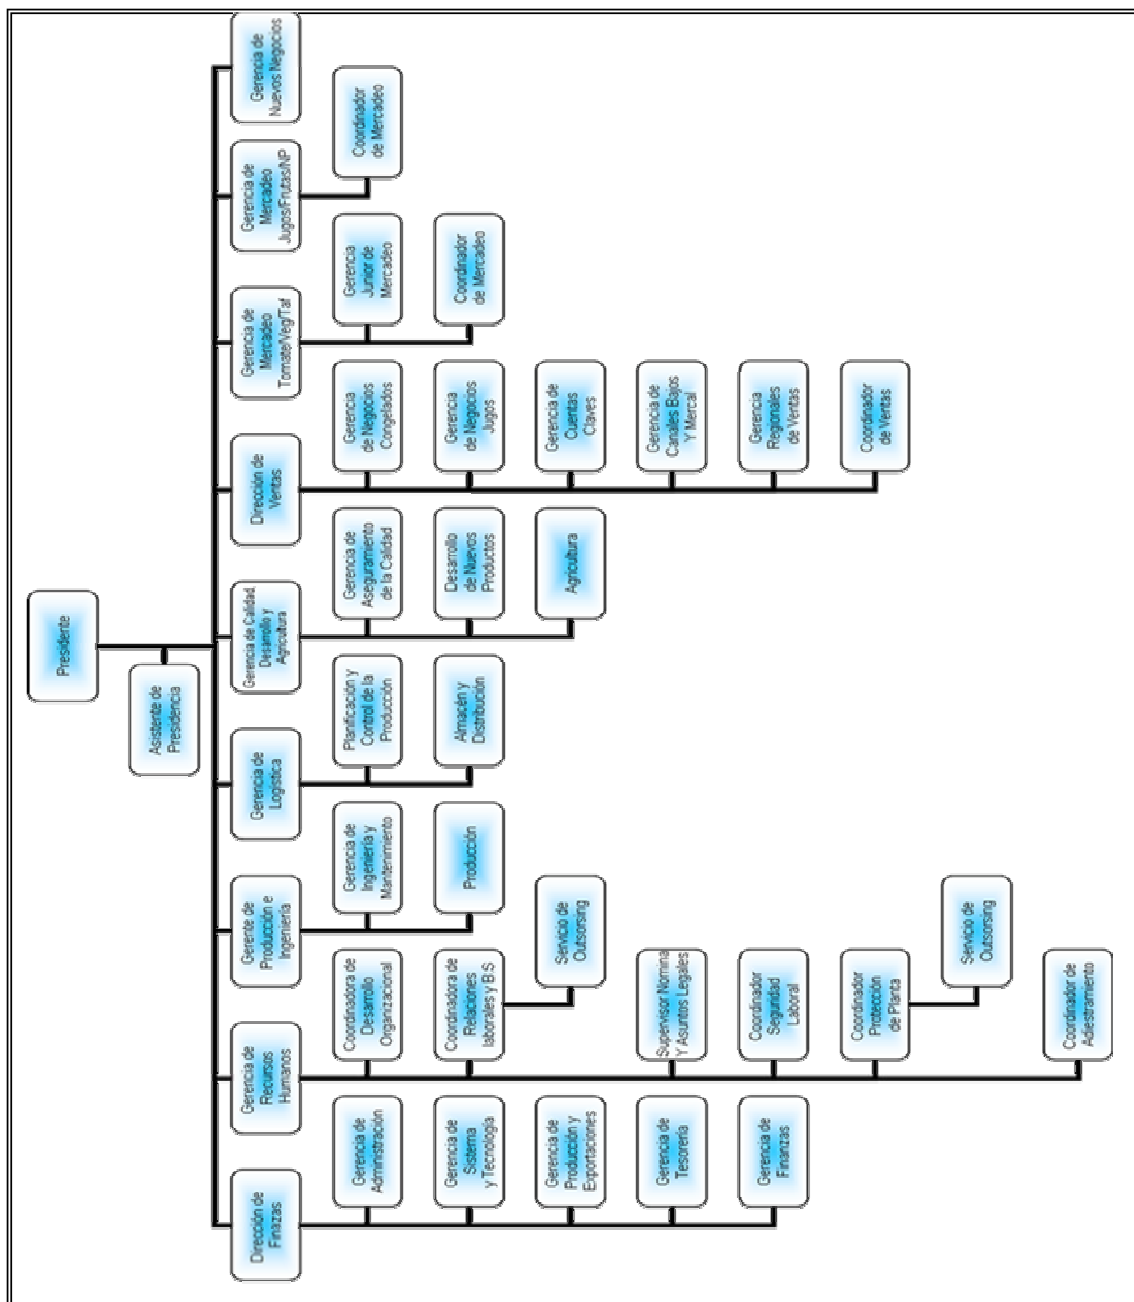 Presidente
Asistente de
Presidencia
Dirección de
Finazas
Gerencia de
Administración
Gerencia de
Sistema
y Tecnología
Gerencia de
Producción y
Exportaciones
Gerencia de
Tesorería
Gerencia de
Finanzas
Gerencia de
Recursos
Humanos
Coordinadora de
Desarrollo
Organizacional
Coordinadora de
Relaciones
laborales y B\S
Servicio de
Outsorsing
Supervisor Nomina
Y Asuntos Legales
Coordinador
Seguridad
Laboral
Coordinador
Protección
de Planta
Servicio de
Outsorsing
Coordinador de
Adiestramiento
Gerente de
Producción e
Ingeniería
Gerencia de
Ingeniería y
Mantenimiento
Producción
Gerencia de
Logística
Planificación y
Control de la
Producción
Almacén y
Distribución
Gerencia de Calidad,
Desarrollo y
Agricultura
Gerencia de
Aseguramiento
de la Calidad
Desarrollo
de Nuevos
Productos
Agricultura
Dirección de
Ventas
Gerencia
de Negocios
Congelados
Gerencia
de Negocios
Jugos
Gerencia de
Cuentas
Claves
Gerencia de
Canales Bajos
Y Mercal
Gerencia
Regionales
de Ventas
Coordinador
de Ventas
Gerencia de
Mercadeo
Tomate/Veg/Taf
Gerencia
Junior de
Mercadeo
Coordinador
de Mercadeo
Gerencia de
Mercadeo
Jugos/Frutas/NP
Coordinador
de Mercadeo
Gerencia de
Nuevos Negocios